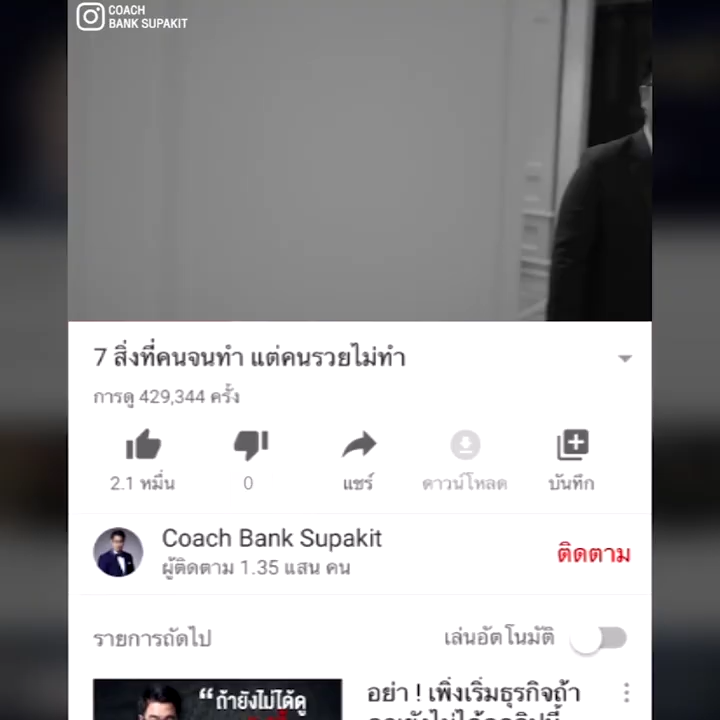 COACH
BANK SUPAKIT
7 สิ่งที่คนจนทำ แต่คนรวยไม่ทำ
การดู 429,344 ครั้ง
2.1 หมื่น 0 แชร์ ดาวน์โหลด บันทึก
Coach Bank Supakit
ผู้ติดตาม 1.35 แสน คน
ติดตาม
รายการถัดไป เล่นอัตโนมัติ
“ถ้ายังไม่ได้ดู
อย่า ! เพิ่งเริ่มธุรกิจถ้า